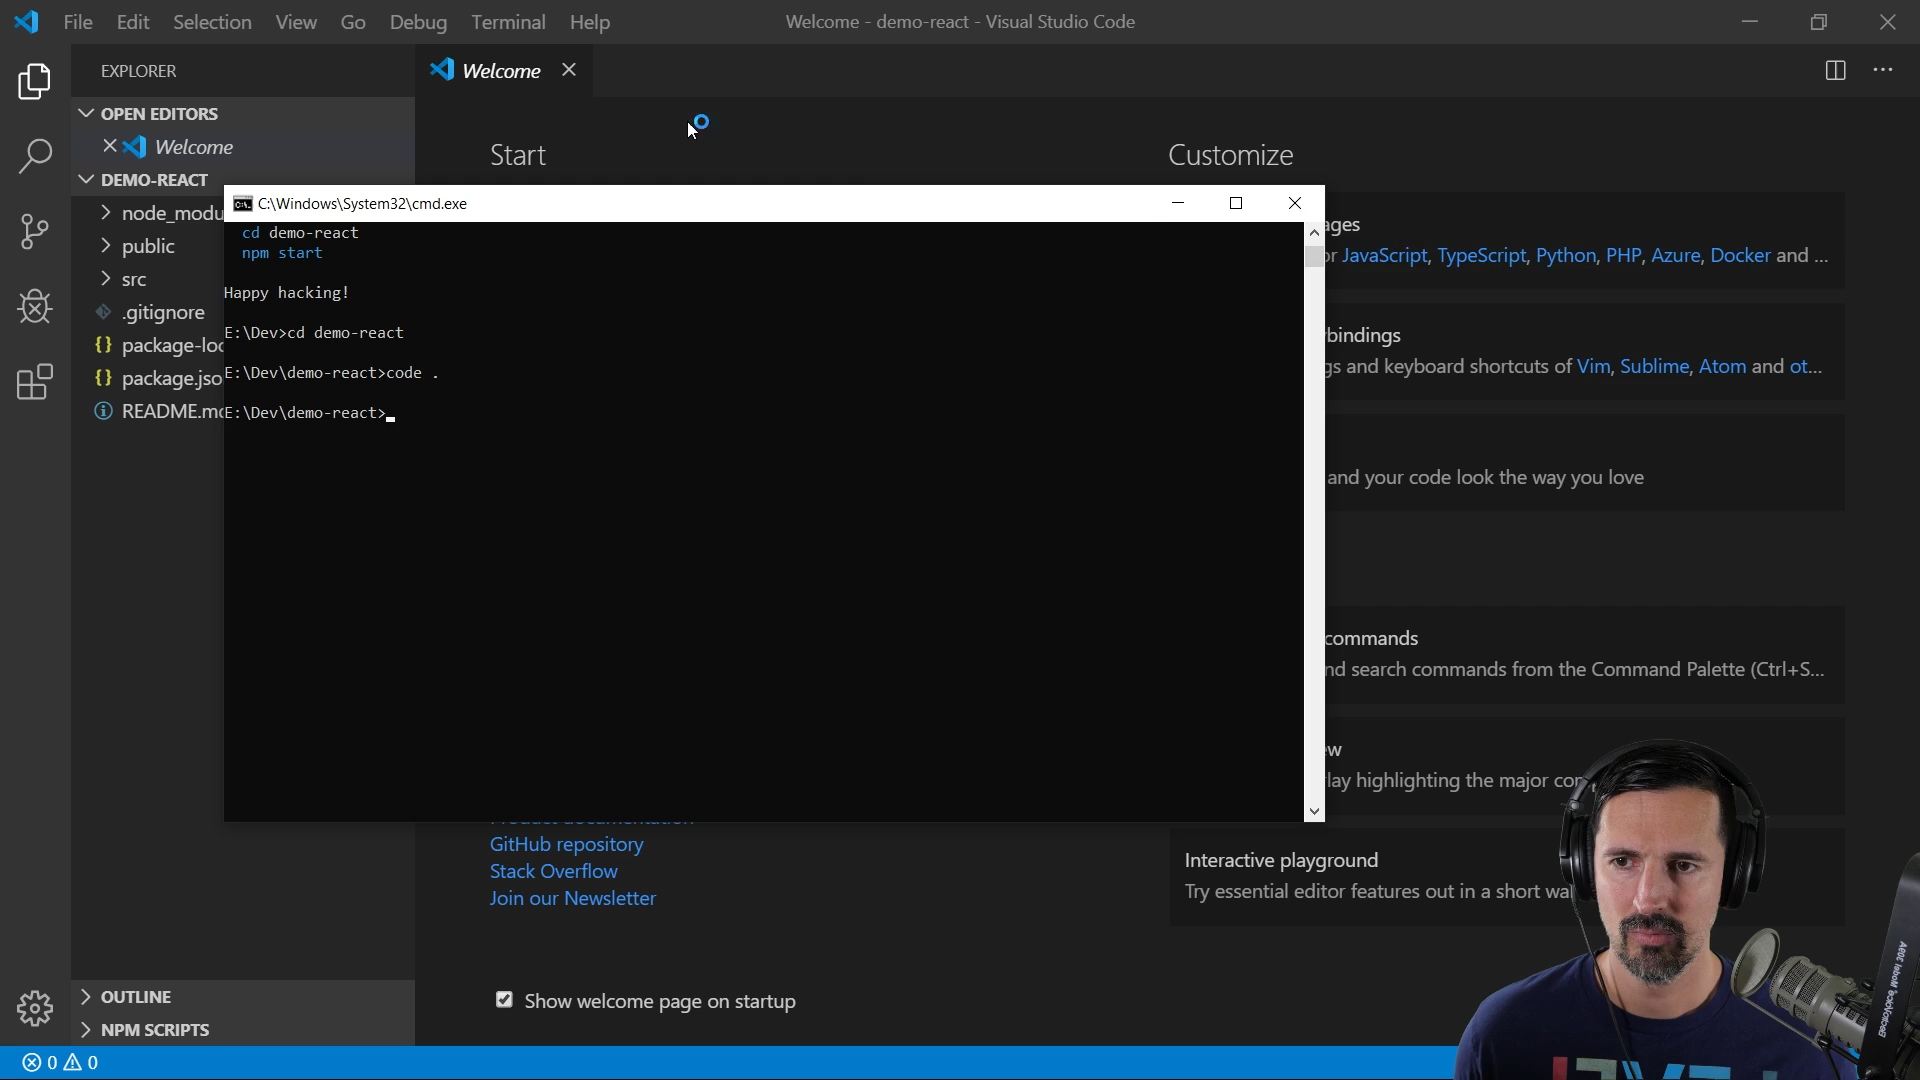 File Edit Selection View Go Debug Terminal Help
Welcome - demo-react - Visual Studio Code
EXPLORER
Welcome
OPEN EDITORS
Welcome
DEMO-REACT
node_modu
public
src
.gitignore
package-loc
package.jso
README.md
Start
Customize
C:\Windows\System32\cmd.exe
cd demo-react
npm start
Happy hacking!
E:\Dev>cd demo-react
E:\Dev\demo-react>code .
E:\Dev\demo-react>
ages
or JavaScript, TypeScript, Python, PHP, Azure, Docker and ...
bindings
gs and keyboard shortcuts of Vim, Sublime, Atom and ot...
and your code look the way you love
commands
nd search commands from the Command Palette (Ctrl+S...
ew
lay highlighting the major co
GitHub repository
Stack Overflow
Join our Newsletter
Interactive playground
Try essential editor features out in a short wa
Show welcome page on startup
OUTLINE
NPM SCRIPTS
0 0